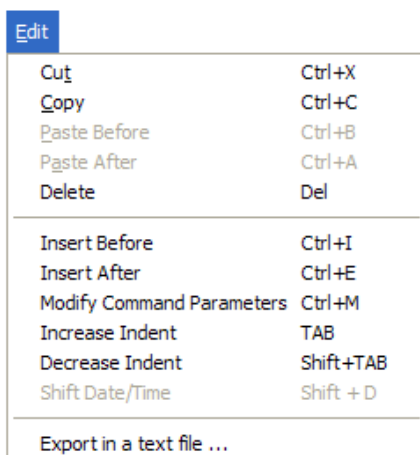 Edit
Cut Ctrl+X
Copy Ctrl+C
Paste Before Ctrl+B
Paste After Ctrl+A
Delete Del
Insert Before Ctrl+I
Insert After Ctrl+E
Modify Command Parameters Ctrl+M
Increase Indent TAB
Decrease Indent Shift+TAB
Shift Date/Time Shift + D
Export in a text file ...